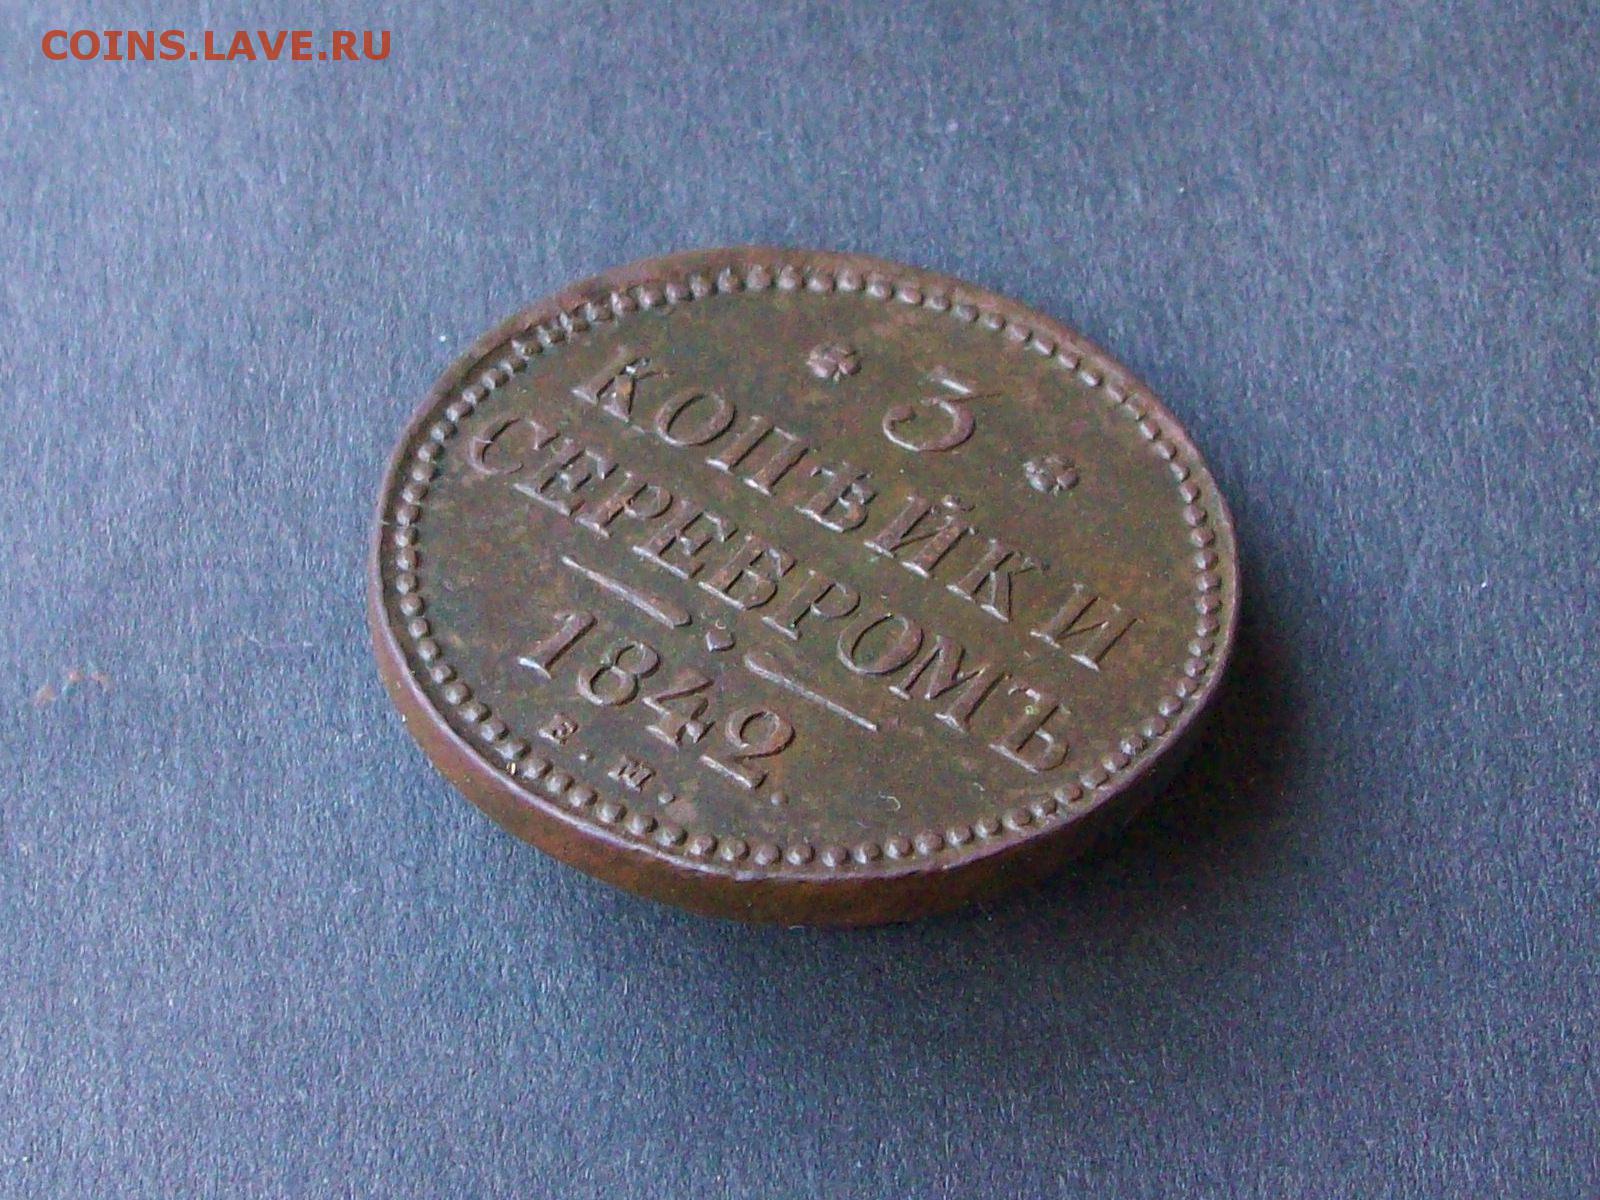 COINS.LAVE.RU
3
КОПѢЙКИ
СЕРЕБРОМЪ
1842.
Е.М.